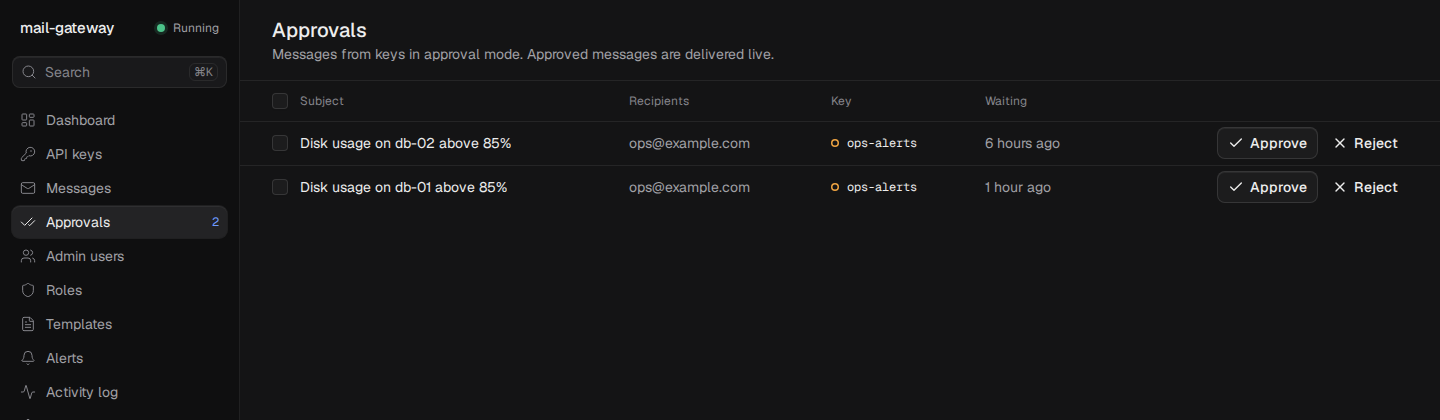 mail-gateway Running
Search ⌘K
Dashboard
API keys
Messages
Approvals 2
Admin users
Roles
Templates
Alerts
Activity log
Approvals
Messages from keys in approval mode. Approved messages are delivered live.
Subject Recipients Key Waiting
Disk usage on db-02 above 85% ops@example.com ops-alerts 6 hours ago Approve Reject
Disk usage on db-01 above 85% ops@example.com ops-alerts 1 hour ago Approve Reject